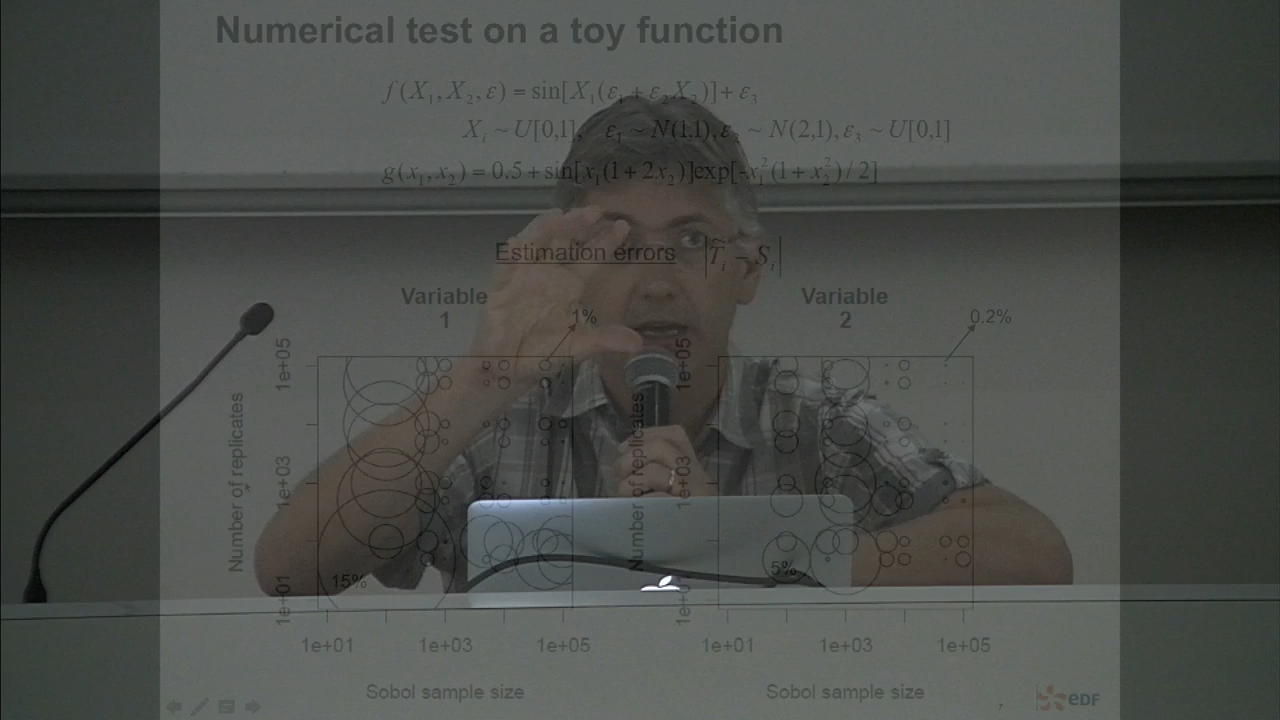 Numerical test on a toy function
f(X₁, X₂, ε) = sin[X₁(ε₁ + ε₂X₂)] + ε₃
Xᵢ ~ U[0,1], ε₁ ~ N(1,1), ε₂ ~ N(2,1), ε₃ ~ U[0,1]
g(x₁, x₂) = 0.5 + sin[x₁(1 + 2x₂)]exp[-x₁²(1 + x₂²) / 2]
Estimation errors |T̃ᵢ − Sᵢ|
Variable
1
1%
Number of replicates
1e+05
1e+03
1e+01
15%
1e+01 1e+03 1e+05
Sobol sample size
Variable
2
0.2%
Number of replicates
1e+05
1e+03
1e+01
5%
1e+01 1e+03 1e+05
Sobol sample size
7
eDF